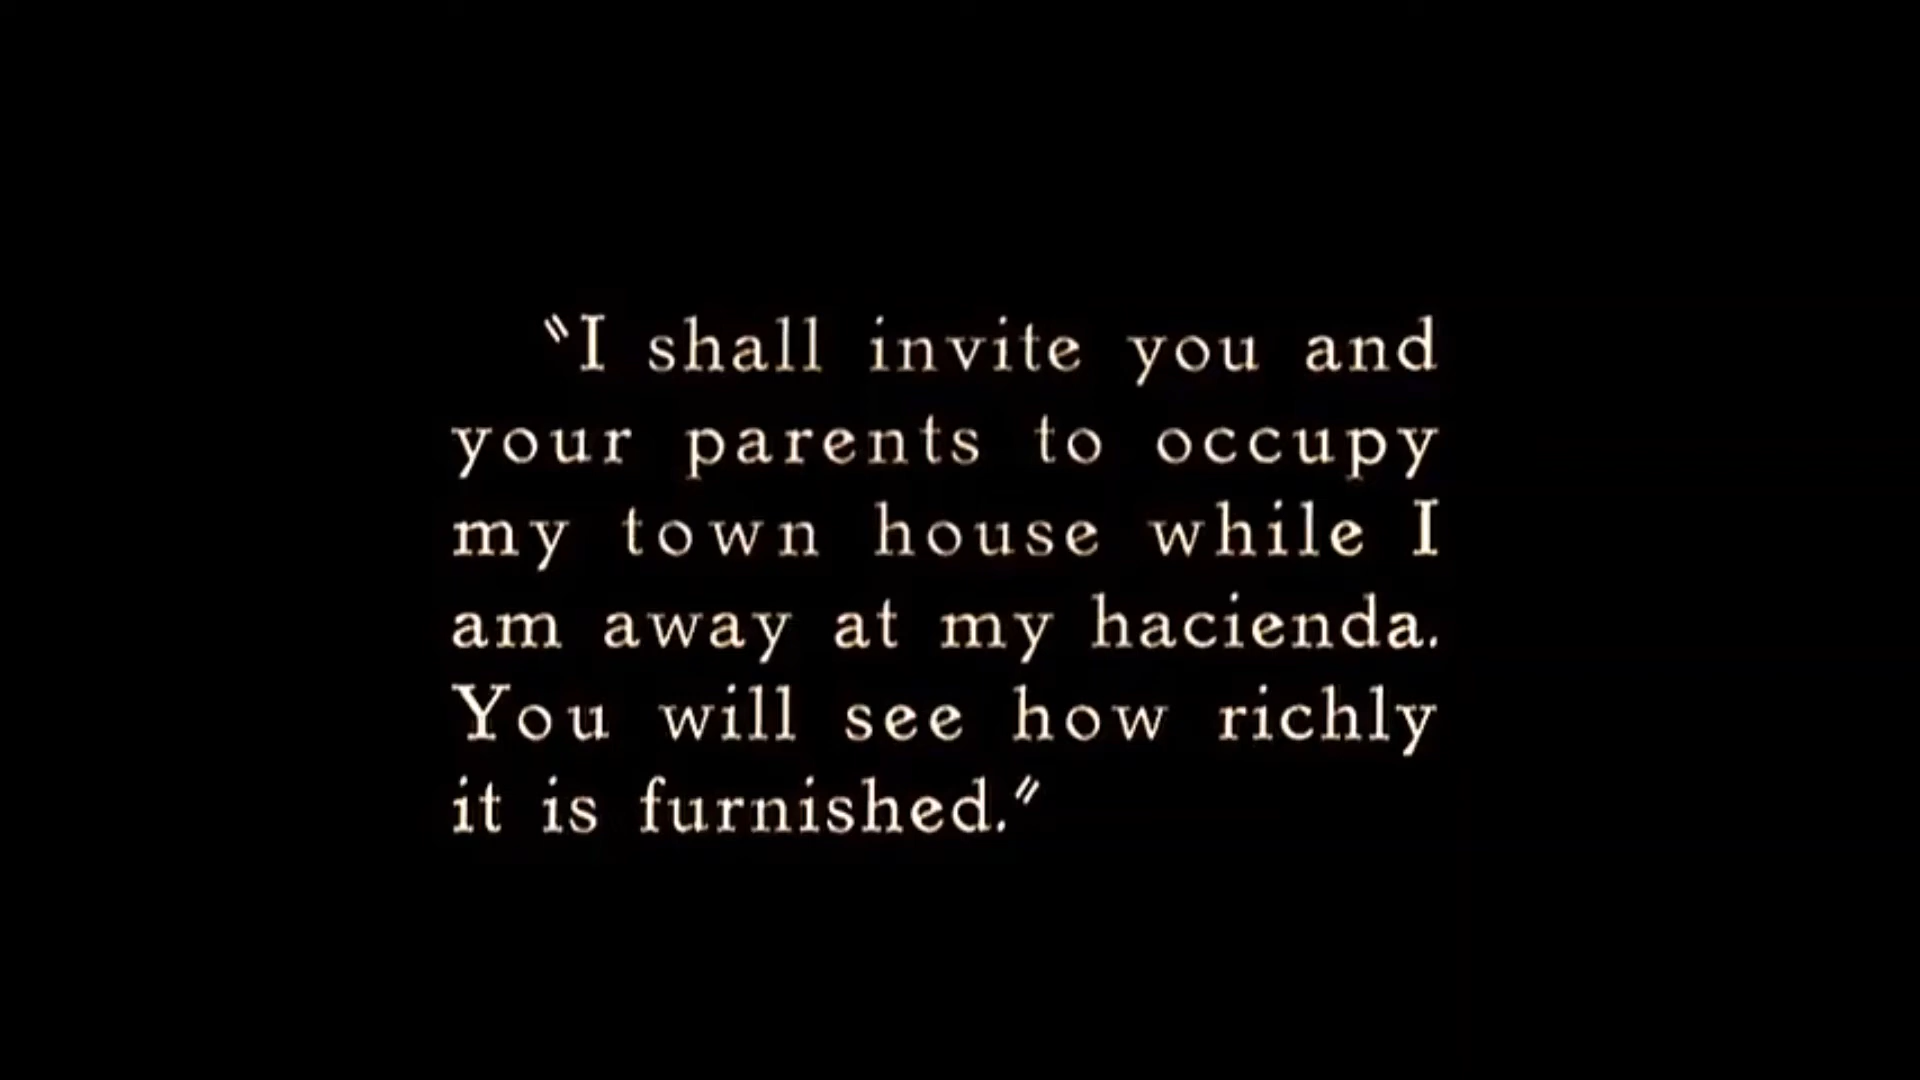 "I shall invite you and
your parents to occupy
my town house while I
am away at my hacienda.
You will see how richly
it is furnished."